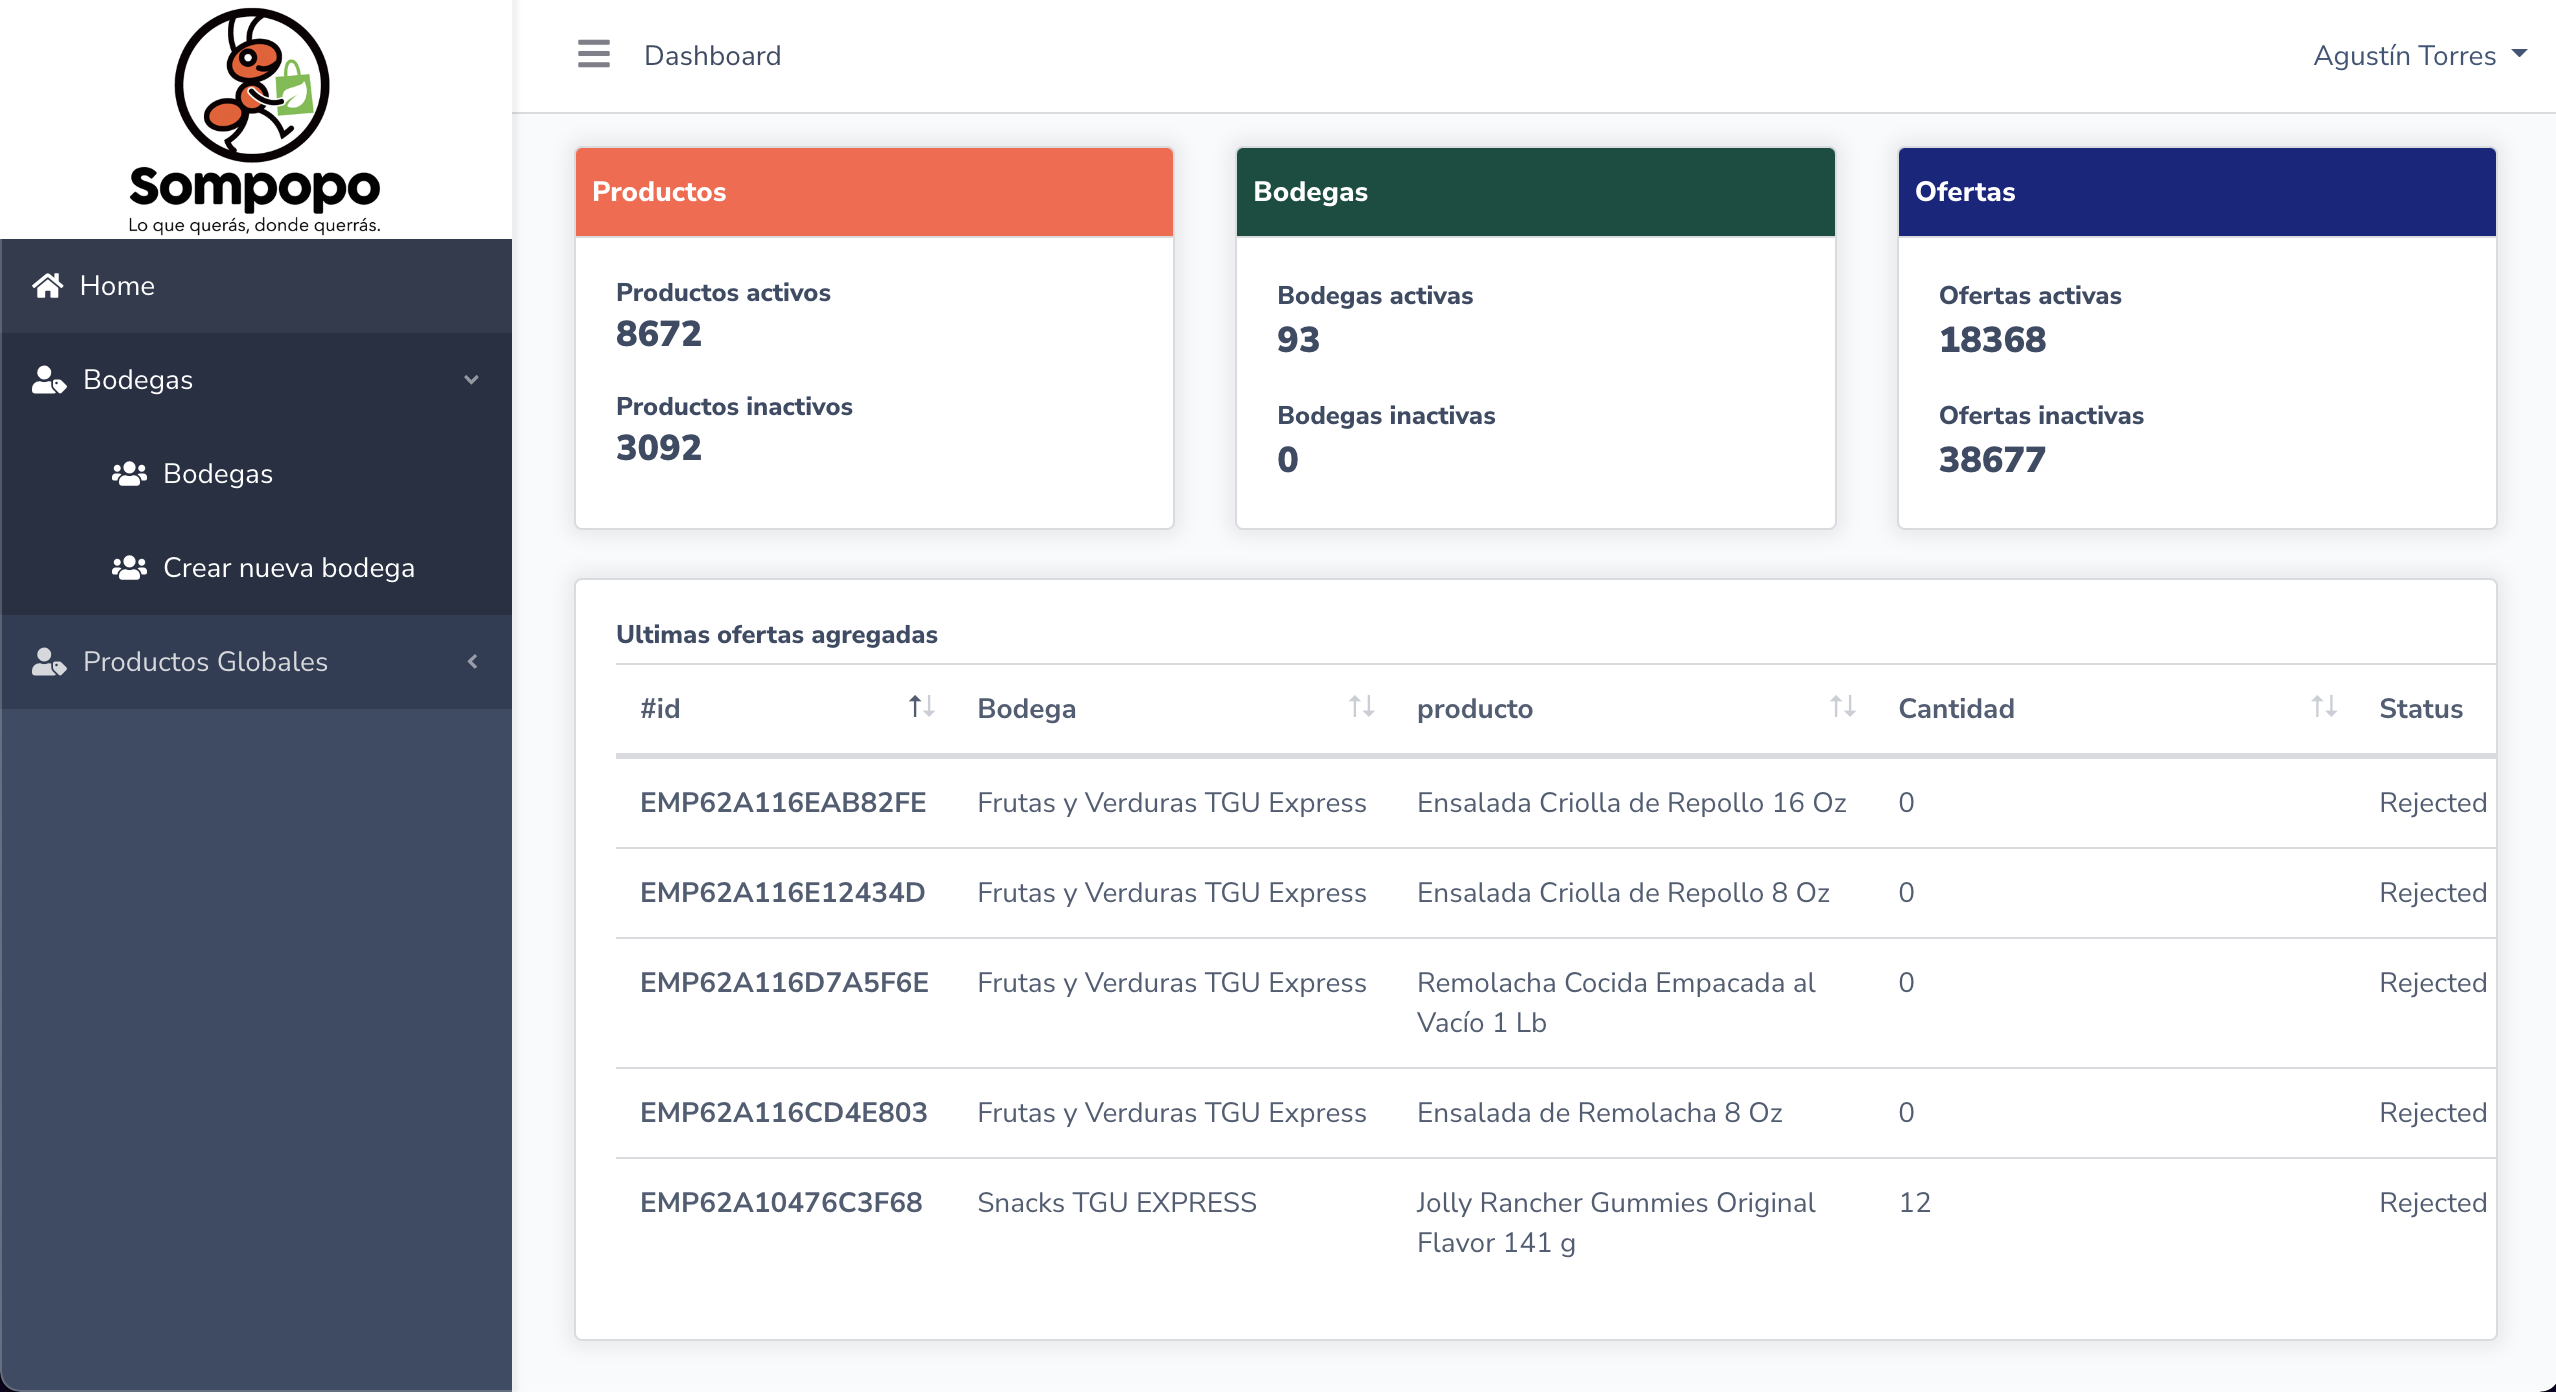 Sompopo
Lo que querás, donde querrás.
Home
Bodegas
Bodegas
Crear nueva bodega
Productos Globales
Dashboard
Agustín Torres
Productos
Productos activos
8672
Productos inactivos
3092
Bodegas
Bodegas activas
93
Bodegas inactivas
0
Ofertas
Ofertas activas
18368
Ofertas inactivas
38677
Ultimas ofertas agregadas
#id Bodega producto Cantidad Status
EMP62A116EAB82FE Frutas y Verduras TGU Express Ensalada Criolla de Repollo 16 Oz 0 Rejected
EMP62A116E12434D Frutas y Verduras TGU Express Ensalada Criolla de Repollo 8 Oz 0 Rejected
EMP62A116D7A5F6E Frutas y Verduras TGU Express Remolacha Cocida Empacada al 0 Rejected
Vacío 1 Lb
EMP62A116CD4E803 Frutas y Verduras TGU Express Ensalada de Remolacha 8 Oz 0 Rejected
EMP62A10476C3F68 Snacks TGU EXPRESS Jolly Rancher Gummies Original 12 Rejected
Flavor 141 g